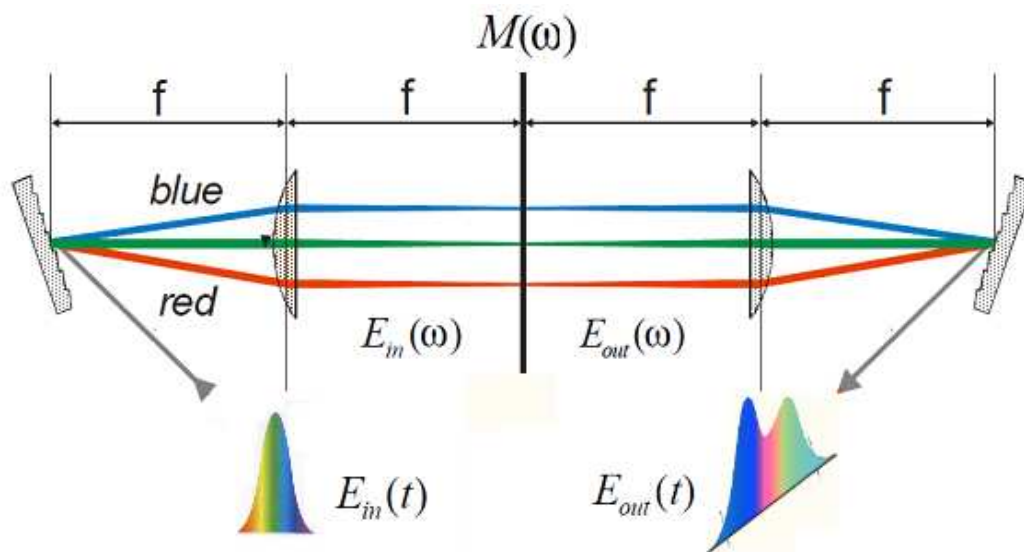 M(ω)
f f f f
blue
red
E_in(ω) E_out(ω)
E_in(t) E_out(t)